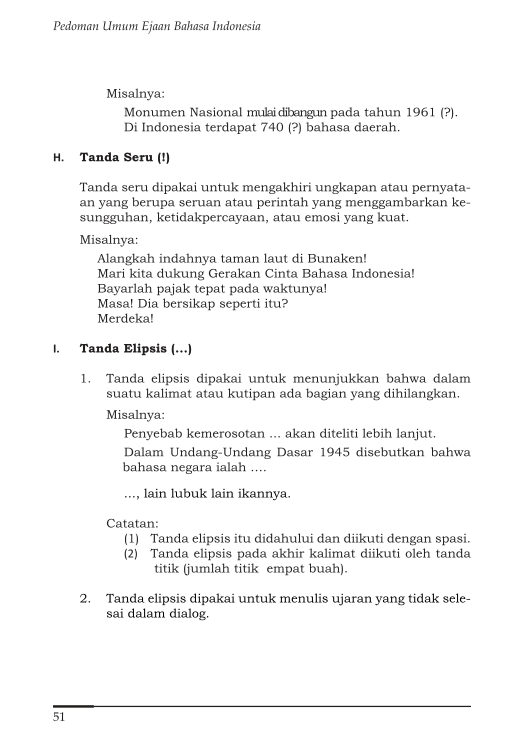 Pedoman Umum Ejaan Bahasa Indonesia
Misalnya:
Monumen Nasional mulai dibangun pada tahun 1961 (?).
Di Indonesia terdapat 740 (?) bahasa daerah.
H. Tanda Seru (!)
Tanda seru dipakai untuk mengakhiri ungkapan atau pernyata-
an yang berupa seruan atau perintah yang menggambarkan ke-
sungguhan, ketidakpercayaan, atau emosi yang kuat.
Misalnya:
Alangkah indahnya taman laut di Bunaken!
Mari kita dukung Gerakan Cinta Bahasa Indonesia!
Bayarlah pajak tepat pada waktunya!
Masa! Dia bersikap seperti itu?
Merdeka!
I. Tanda Elipsis (...)
1. Tanda elipsis dipakai untuk menunjukkan bahwa dalam
suatu kalimat atau kutipan ada bagian yang dihilangkan.
Misalnya:
Penyebab kemerosotan ... akan diteliti lebih lanjut.
Dalam Undang-Undang Dasar 1945 disebutkan bahwa
bahasa negara ialah ....
..., lain lubuk lain ikannya.
Catatan:
(1) Tanda elipsis itu didahului dan diikuti dengan spasi.
(2) Tanda elipsis pada akhir kalimat diikuti oleh tanda
titik (jumlah titik empat buah).
2. Tanda elipsis dipakai untuk menulis ujaran yang tidak sele-
sai dalam dialog.
51